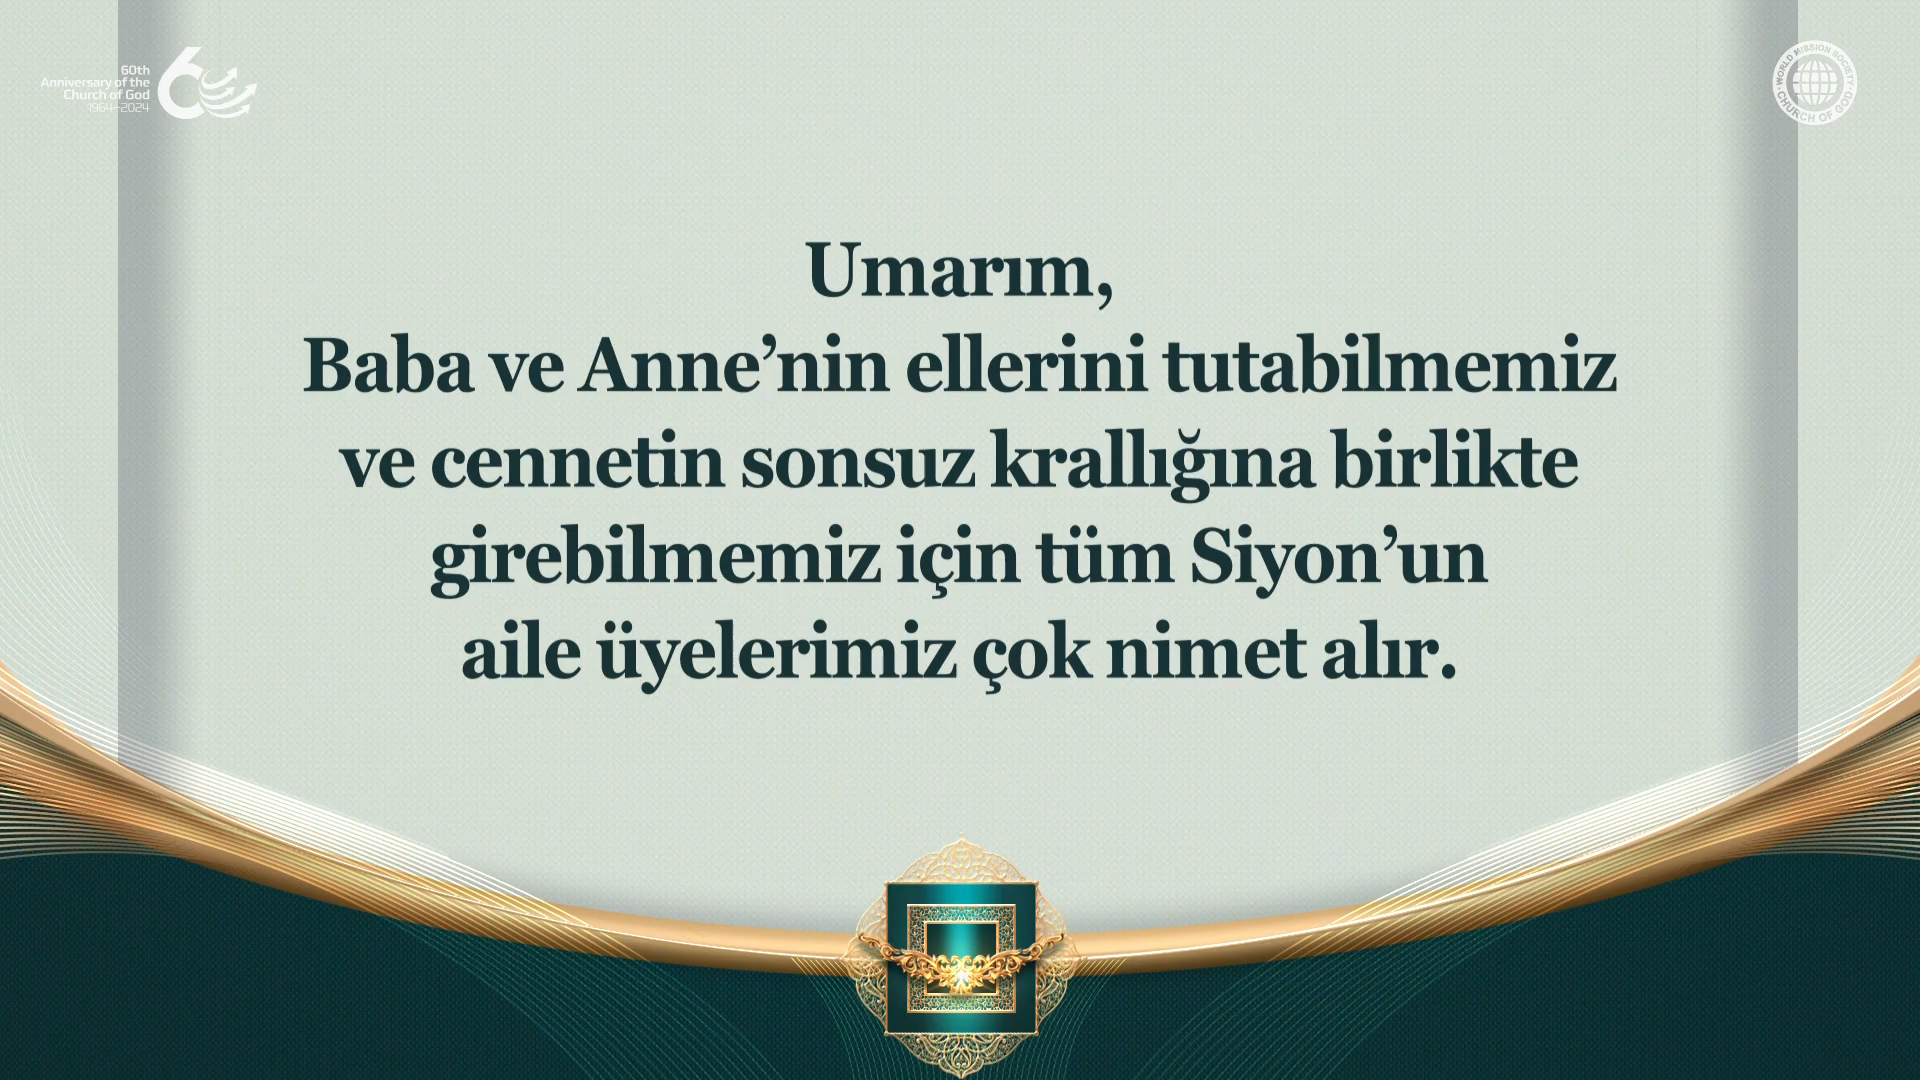 60th
Anniversary of the
Church of God
1964–2024
WORLD MISSION SOCIETY
CHURCH OF GOD
Umarım,
Baba ve Anne’nin ellerini tutabilmemiz
ve cennetin sonsuz krallığına birlikte
girebilmemiz için tüm Siyon’un
aile üyelerimiz çok nimet alır.